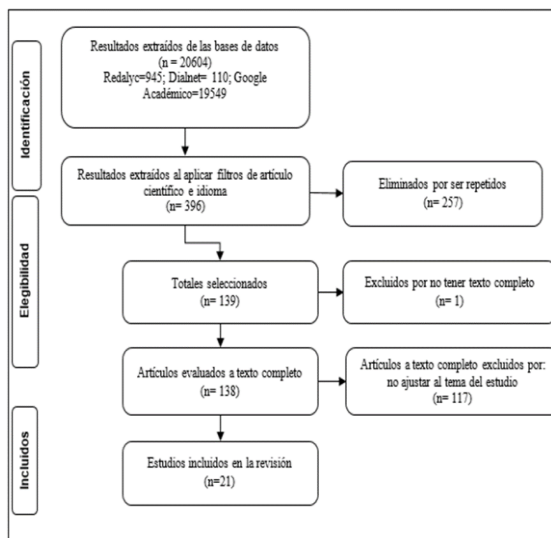 Identificación
Resultados extraídos de las bases de datos
(n = 20604)
Redalyc=945; Dialnet= 110; Google
Académico=19549
Resultados extraídos al aplicar filtros de artículo
científico e idioma
(n= 396)
Eliminados por ser repetidos
(n= 257)
Elegibilidad
Totales seleccionados
(n= 139)
Excluidos por no tener texto completo
(n= 1)
Artículos evaluados a texto completo
(n= 138)
Artículos a texto completo excluidos por:
no ajustar al tema del estudio
(n= 117)
Incluidos
Estudios incluidos en la revisión
(n=21)